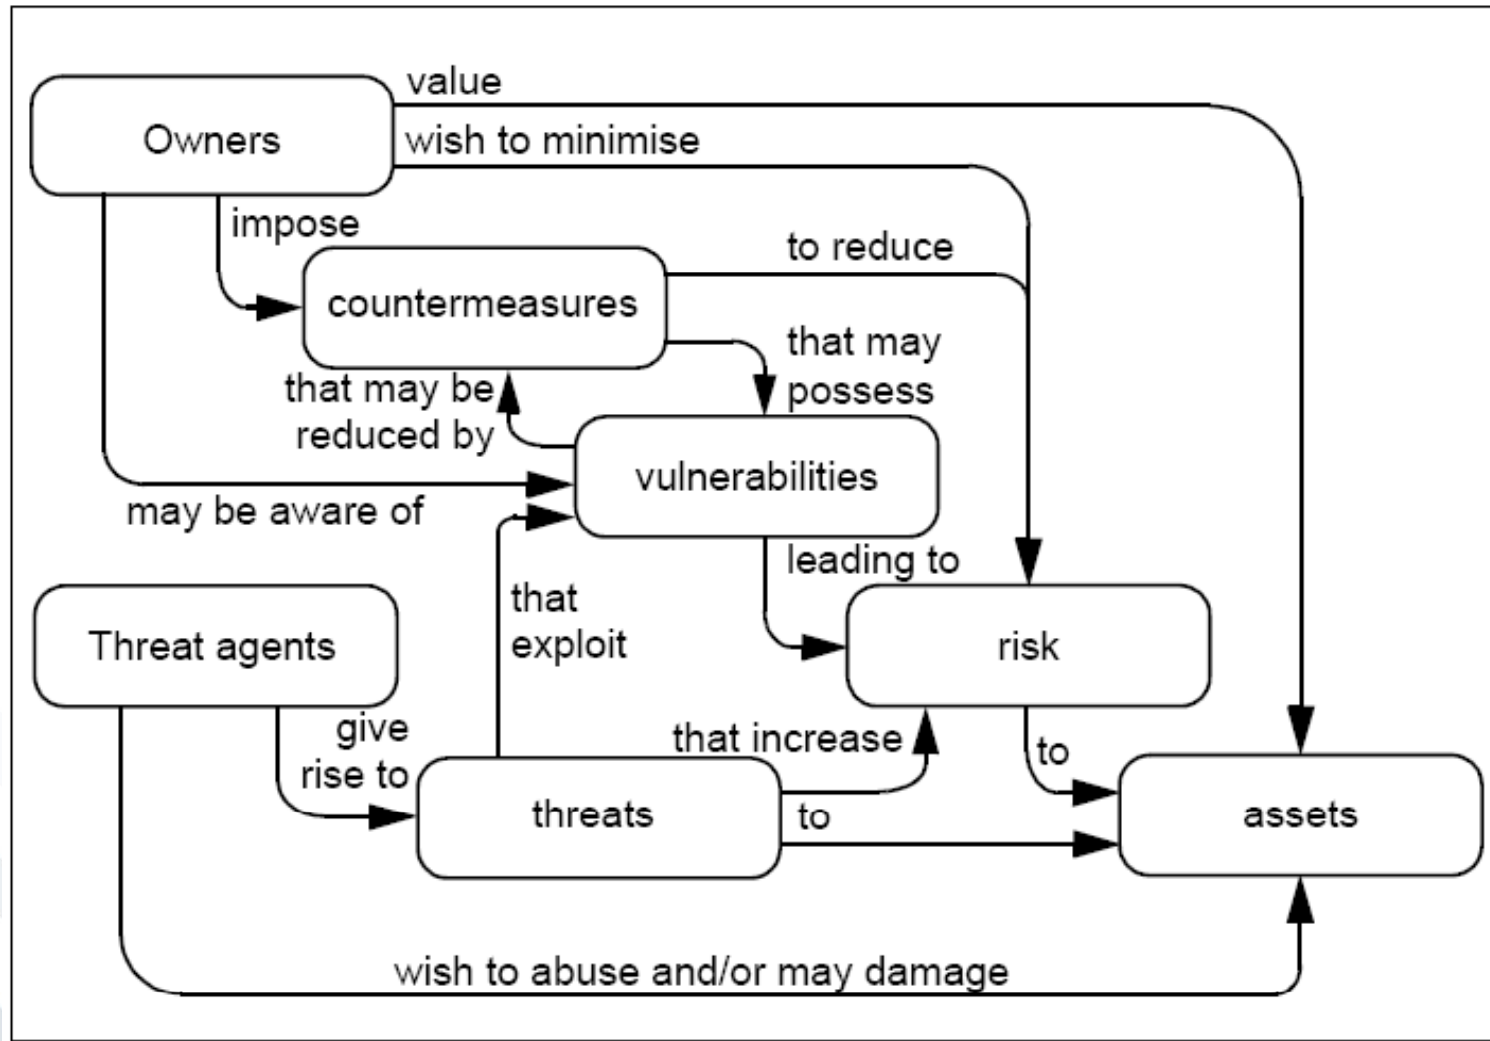 value
Owners
wish to minimise
impose
to reduce
countermeasures
that may
possess
that may be
reduced by
vulnerabilities
may be aware of
leading to
that
exploit
Threat agents
risk
give
rise to
that increase
to
threats
to
assets
wish to abuse and/or may damage